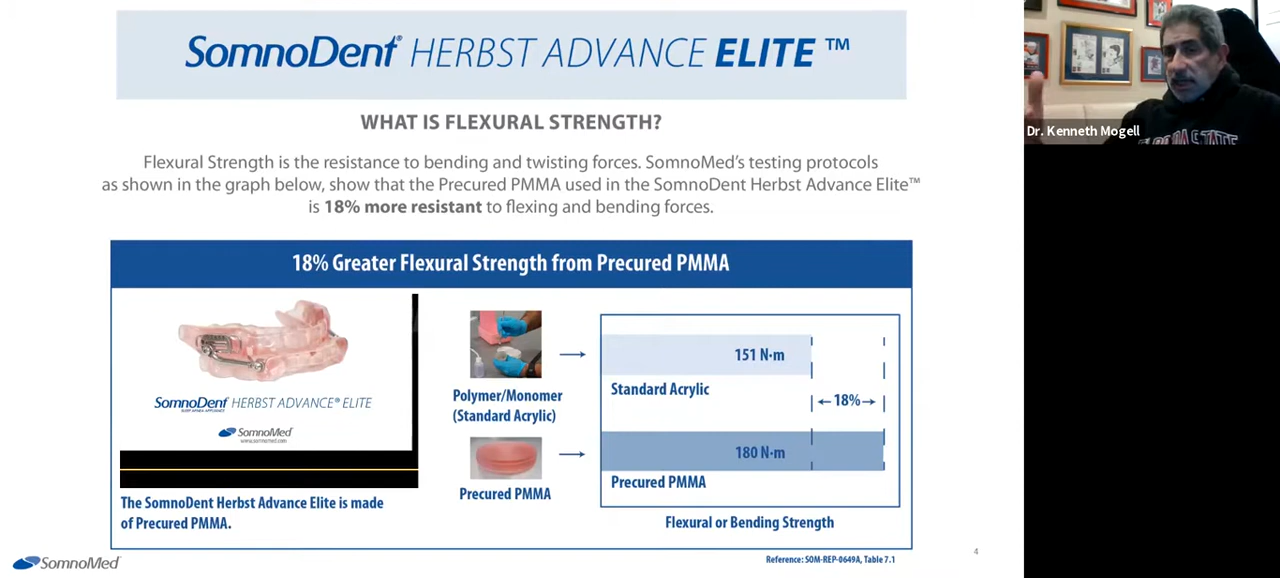 SomnoDent® HERBST ADVANCE ELITE ™
Dr. Kenneth Mogell
WHAT IS FLEXURAL STRENGTH?
Flexural Strength is the resistance to bending and twisting forces. SomnoMed's testing protocols
as shown in the graph below, show that the Precured PMMA used in the SomnoDent Herbst Advance Elite™
is 18% more resistant to flexing and bending forces.
18% Greater Flexural Strength from Precured PMMA
SomnoDent® HERBST ADVANCE® ELITE
SomnoMed®
www.somnomed.com
The SomnoDent Herbst Advance Elite is made
of Precured PMMA.
Polymer/Monomer
(Standard Acrylic)
Precured PMMA
151 N·m
Standard Acrylic
18%
180 N·m
Precured PMMA
Flexural or Bending Strength
Reference: SOM-REP-0649A, Table 7.1
SomnoMed®
4